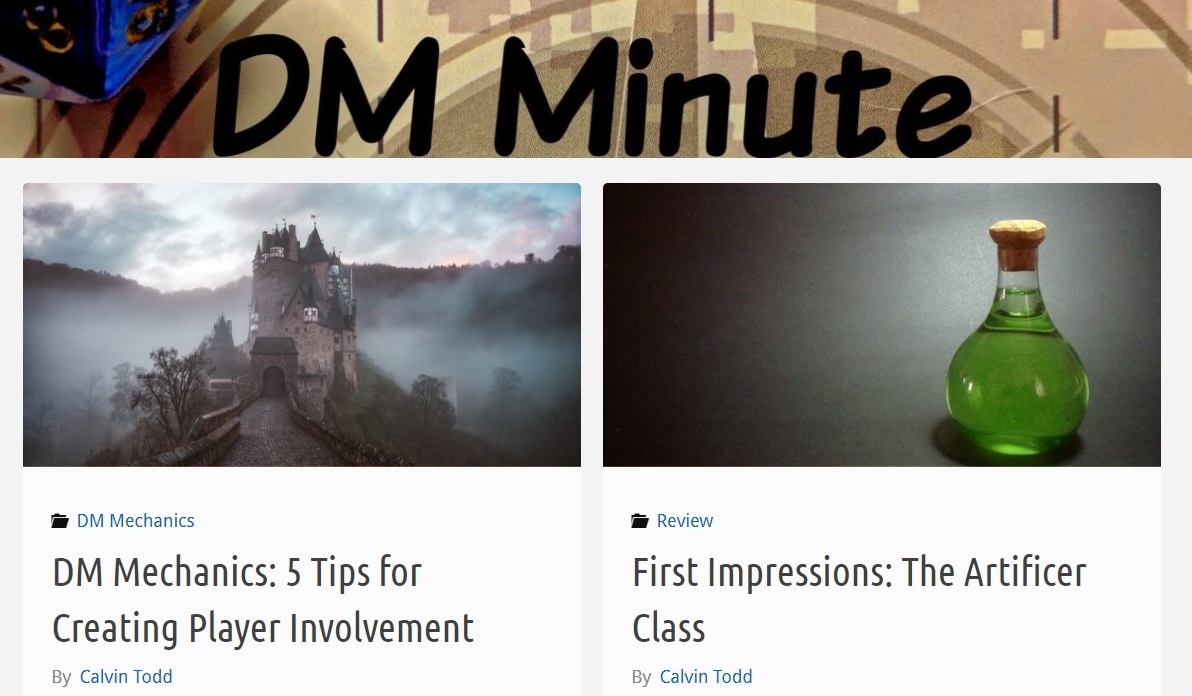 DM Minute
DM Mechanics
DM Mechanics: 5 Tips for
Creating Player Involvement
By Calvin Todd
Review
First Impressions: The Artificer
Class
By Calvin Todd